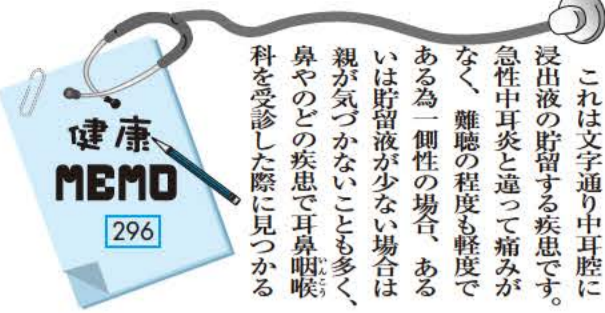 これは文字通り中耳腔に
浸出液の貯留する疾患です。
急性中耳炎と違って痛みが
なく、難聴の程度も軽度で
ある為一側性の場合、ある
いは貯留液が少ない場合は
親が気づかないことも多く、
鼻やのどの疾患で耳鼻咽喉
いんこう
科を受診した際に見つかる
健康
MEMO
296